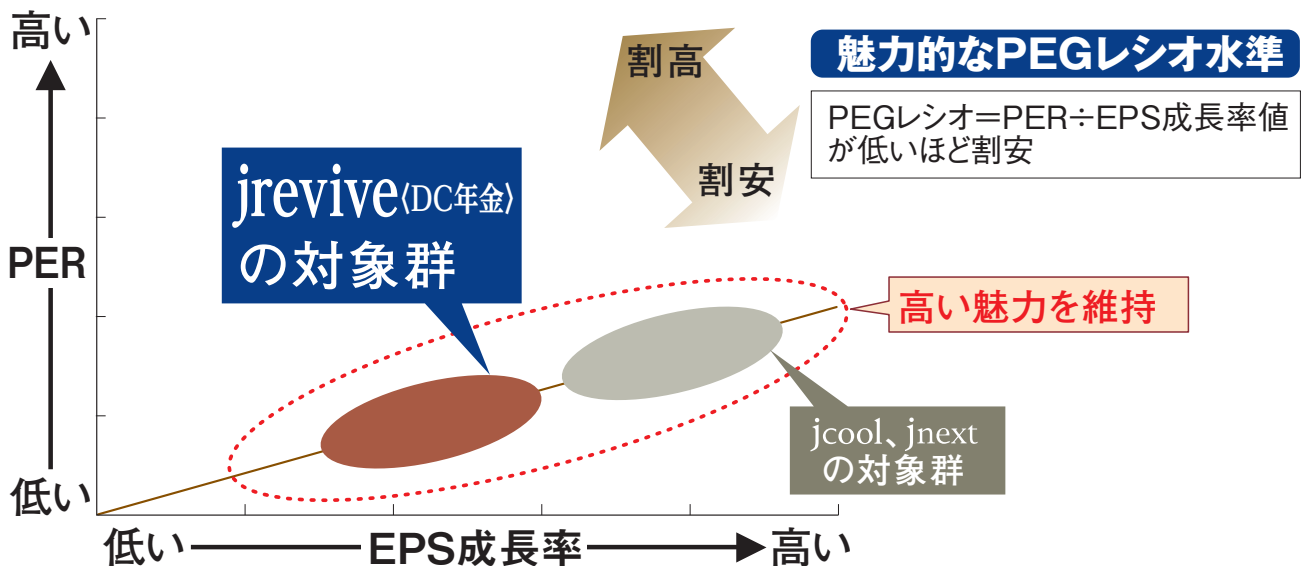 高い
割高
魅力的なPEGレシオ水準
PEGレシオ＝PER÷EPS成長率値
が低いほど割安
割安
jrevive〈DC年金〉
の対象群
PER
高い魅力を維持
jcool、jnext
の対象群
低い
低い
EPS成長率
高い